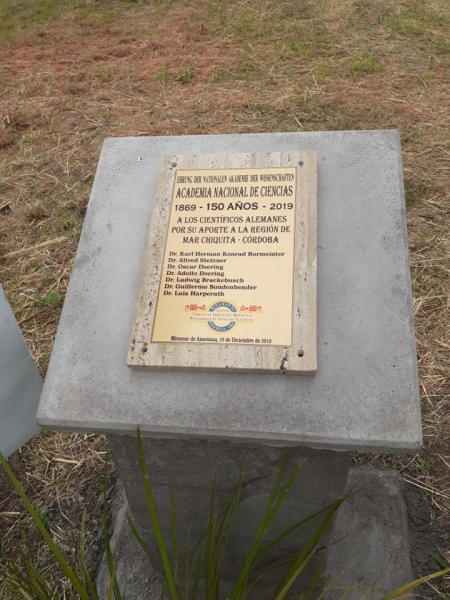 EHRUNG DER NATIONALEN AKADEMIE DER WISSENSCHAFTEN
ACADEMIA NACIONAL DE CIENCIAS
1869 - 150 AÑOS - 2019
A LOS CIENTÍFICOS ALEMANES
POR SU APORTE A LA REGIÓN DE
MAR CHIQUITA - CÓRDOBA
Dr. Karl Herman Konrad Burmeister
Dr. Alfred Stelzner
Dr. Oscar Doering
Dr. Adolfo Doering
Dr. Ludwig Brackebusch
Dr. Guillermo Bondenbender
Dr. Luis Harperath
Miramar de Ansenuza, 19 de Diciembre de 2019